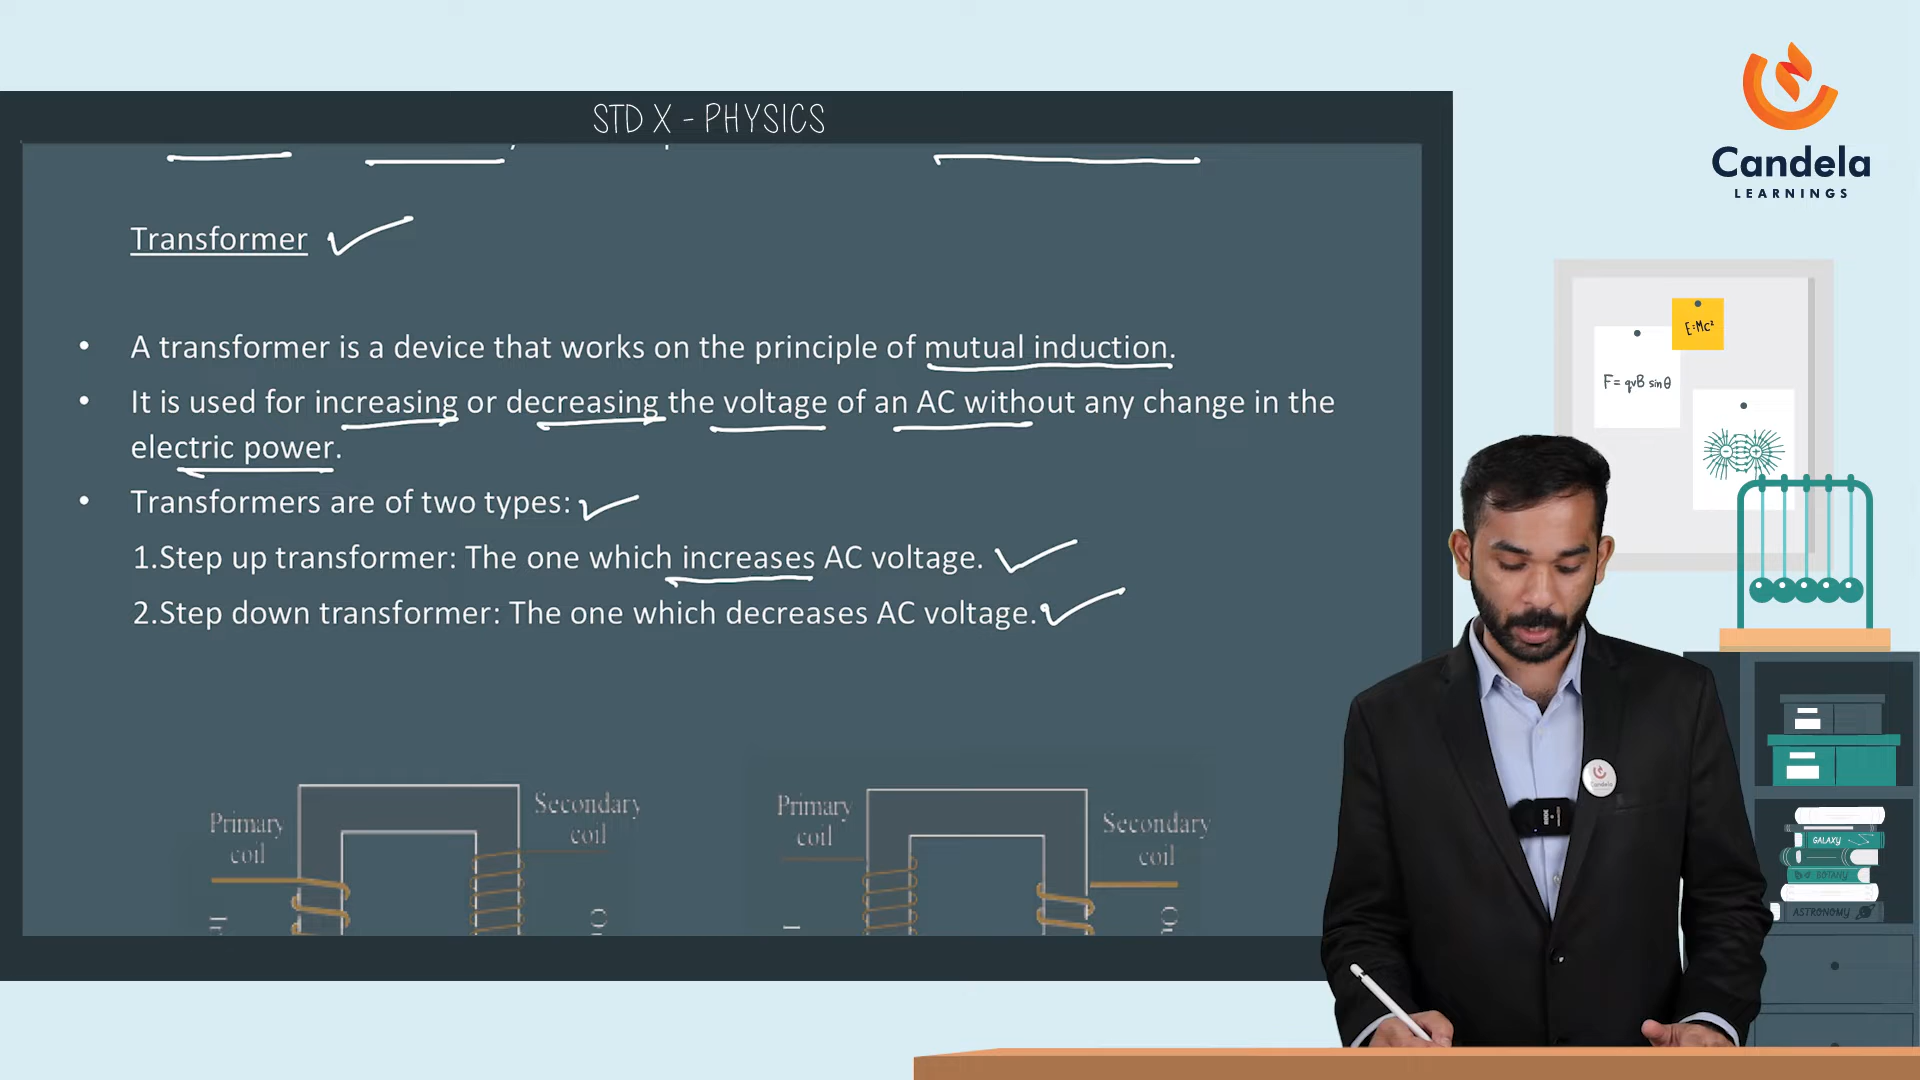 STD X - PHYSICS
Candela
LEARNINGS
Transformer
• A transformer is a device that works on the principle of mutual induction.
• It is used for increasing or decreasing the voltage of an AC without any change in the
electric power.
• Transformers are of two types:
1.Step up transformer: The one which increases AC voltage.
2.Step down transformer: The one which decreases AC voltage.
Primary
coil
Secondary
coil
Primary
coil
Secondary
coil
E=Mc²
F= qvB sinθ
GALAXY
BOTANY
ASTRONOMY
Candela